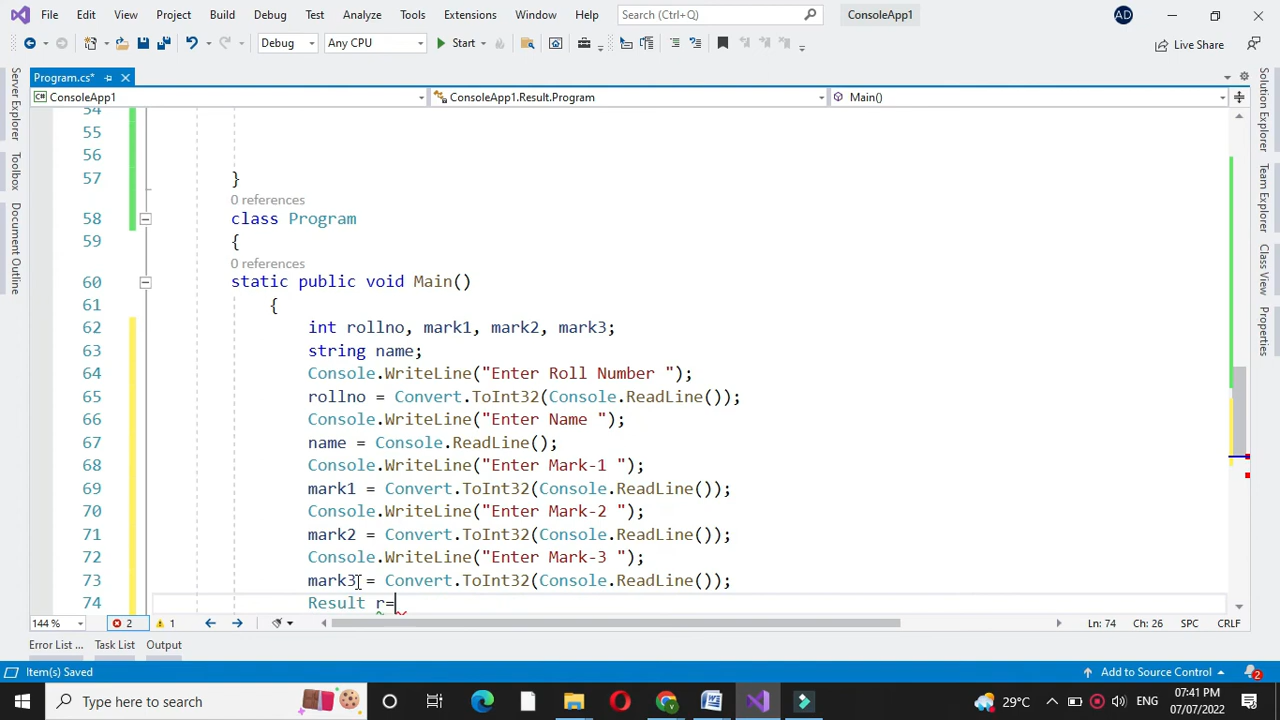 File Edit View Project Build Debug Test Analyze Tools Extensions Window Help Search (Ctrl+Q) ConsoleApp1 AD
Debug Any CPU Start Live Share
Program.cs*
ConsoleApp1 ConsoleApp1.Result.Program Main()
Server Explorer
Toolbox
Document Outline
Solution Explorer
Team Explorer
Class View
Properties
54
55
56
57 }
0 references
58 class Program
59 {
0 references
60 static public void Main()
61 {
62 int rollno, mark1, mark2, mark3;
63 string name;
64 Console.WriteLine("Enter Roll Number ");
65 rollno = Convert.ToInt32(Console.ReadLine());
66 Console.WriteLine("Enter Name ");
67 name = Console.ReadLine();
68 Console.WriteLine("Enter Mark-1 ");
69 mark1 = Convert.ToInt32(Console.ReadLine());
70 Console.WriteLine("Enter Mark-2 ");
71 mark2 = Convert.ToInt32(Console.ReadLine());
72 Console.WriteLine("Enter Mark-3 ");
73 mark3 = Convert.ToInt32(Console.ReadLine());
74 Result r=
144 % 2 1 Ln: 74 Ch: 26 SPC CRLF
Error List ... Task List Output
Item(s) Saved Add to Source Control 2
Type here to search 29°C ENG 07:41 PM
07/07/2022